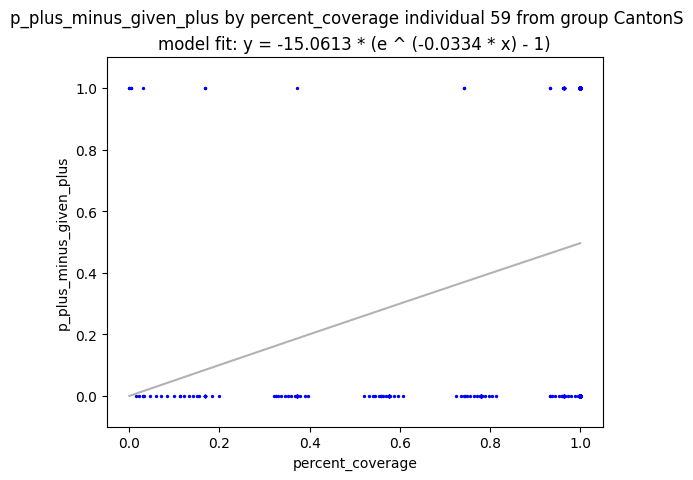 p_plus_minus_given_plus by percent_coverage individual 59 from group CantonS
model fit: y = -15.0613 * (e ^ (-0.0334 * x) - 1)
1.0
0.8
0.6
0.4
0.2
0.0
p_plus_minus_given_plus
0.0 0.2 0.4 0.6 0.8 1.0
percent_coverage